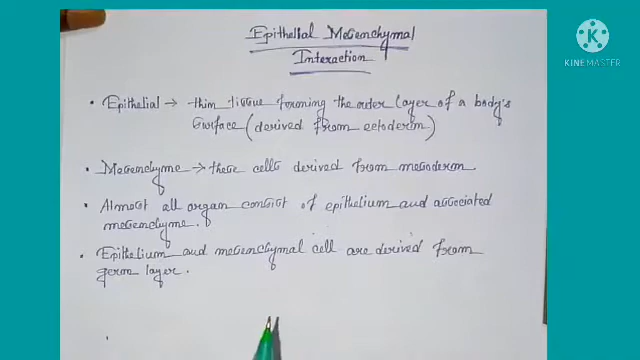 Epithelial Mesenchymal
Interaction
KINEMASTER
• Epithelial → thin tissue forming the outer layer of a body's
surface (derived from ectoderm)
• Mesenchyme → these cells derived from mesoderm.
• Almost all organ consist of epithelium and associated
mesenchyme.
• Epithelium and mesenchymal cell are derived from
germ layer.